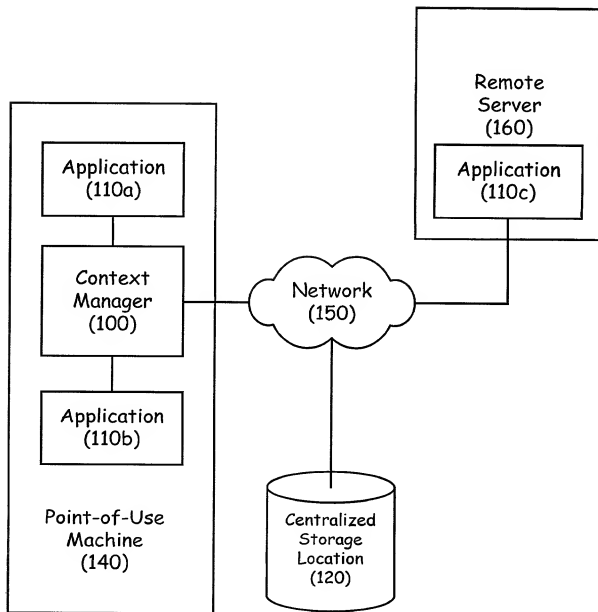 Remote
Server
(160)
Application
(110c)
Application
(110a)
Context
Manager
(100)
Application
(110b)
Point-of-Use
Machine
(140)
Network
(150)
Centralized
Storage
Location
(120)